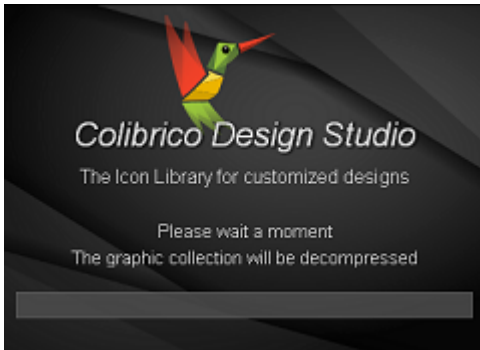 Colibrico Design Studio
The Icon Library for customized designs
Please wait a moment
The graphic collection will be decompressed